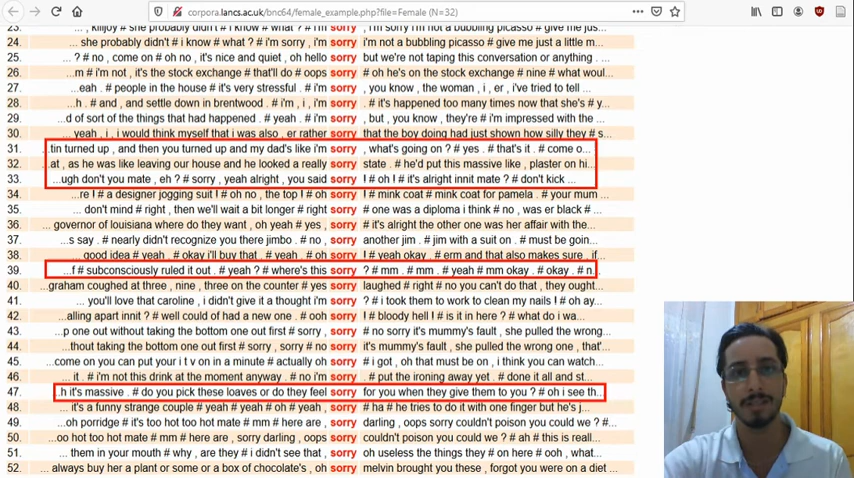 corpora.lancs.ac.uk/bnc64/female_example.php?file=Female (N=32)
150%
23. ..., killjoy # she probably didn't # i know # what ? # i'm sorry i'm not a bubbling picasso # give me jus...
24. ... she probably didn't # i know # what ? # i'm sorry , i'm sorry i'm not a bubbling picasso # give me just a little m...
25. ... ? # no , come on # oh no , it's nice and quiet , oh hello sorry but we're not taping this conversation or anything . ...
26. ...m # i'm not , it's the stock exchange # that'll do # oops sorry # oh he's on the stock exchange # nine # what woul...
27. ...eah . # people in the house # it's very stressful . # i'm sorry , you know , the woman , i , er , i've tried to tell ...
28. ...h . # and , and settle down in brentwood . # i'm , i , i'm sorry . # it's happened too many times now that she's # y...
29. ...d of sort of the things that had happened . # yeah . # i'm sorry , but , you know , they're # i'm impressed with the ...
30. ... yeah . i , i would think myself that i was also , er rather sorry that the boy doing had just shown how silly they # s...
31. ...tin turned up , and then you turned up and my dad's like i'm sorry , what's going on ? # yes . # that's it . # come o...
32. ...at , as he was like leaving our house and he looked a really sorry state . # he'd put this massive like , plaster on hi...
33. ...ugh don't you mate , eh ? # sorry , yeah alright , you said sorry ! # oh ! # it's alright innit mate ? # don't kick ...
34. ...re ! # a designer jogging suit ! # oh no , the top ! # oh sorry ! # mink coat # mink coat for pamela . # your mum ...
35. ... don't mind # right , then we'll wait a bit longer # right sorry # one was a diploma i think # no , was er black # ...
36. ... governor of louisiana where do they want , oh yeah # yes , sorry . # it's alright the other one was her affair with the...
37. ...s say . # nearly didn't recognize you there jimbo . # no , sorry another jim . # jim with a suit on . # must be goin...
38. ... good idea # yeah . # okay i'll buy that . # yeah . # oh sorry ! # yeah okay . # erm and that also makes sure , if...
39. ...f # subconsciously ruled it out . # yeah ? # where's this sorry ? # mm . # mm . # yeah # mm okay . # okay . # n...
40. ...graham coughed at three , nine , three on the counter # yes sorry laughed # right # no you can't do that , they ought...
41. ... you'll love that caroline , i didn't give it a thought i'm sorry ? # i took them to work to clean my nails ! # oh ay...
42. ...alling apart innit ? # well could of had a new one . # ooh sorry ! # bloody hell ! # is it in here ? # what do i wa...
43. ...p one out without taking the bottom one out first # sorry , sorry # no sorry it's mummy's fault , she pulled the wrong...
44. ...thout taking the bottom one out first # sorry , sorry # no sorry it's mummy's fault , she pulled the wrong one , that'...
45. ...come on you can put your i t v on in a minute # actually oh sorry # i got , oh that must be on , i think you can watch...
46. ... it . # i'm not this drink at the moment anyway . # no i'm sorry . # put the ironing away yet . # done it all and st...
47. ...h it's massive . # do you pick these loaves or do they feel sorry for you when they give them to you ? # oh i see th...
48. ... it's a funny strange couple # yeah # yeah # oh yeah , sorry # ha # he tries to do it with one finger but he's j...
49. ...oh porridge # it's too hot too hot mate # mm # here are , sorry darling , oops sorry couldn't poison you could we ? #...
50. ...oo hot too hot mate # mm # here are , sorry darling , oops sorry couldn't poison you could we ? # ah # this is reall...
51. ... them in your mouth # why , are they # i didn't see that , sorry oh useless the things they # on here # ooh , what...
52. ... always buy her a plant or some or a box of chocolate's , oh sorry melvin brought you these , forgot you were on a diet ...